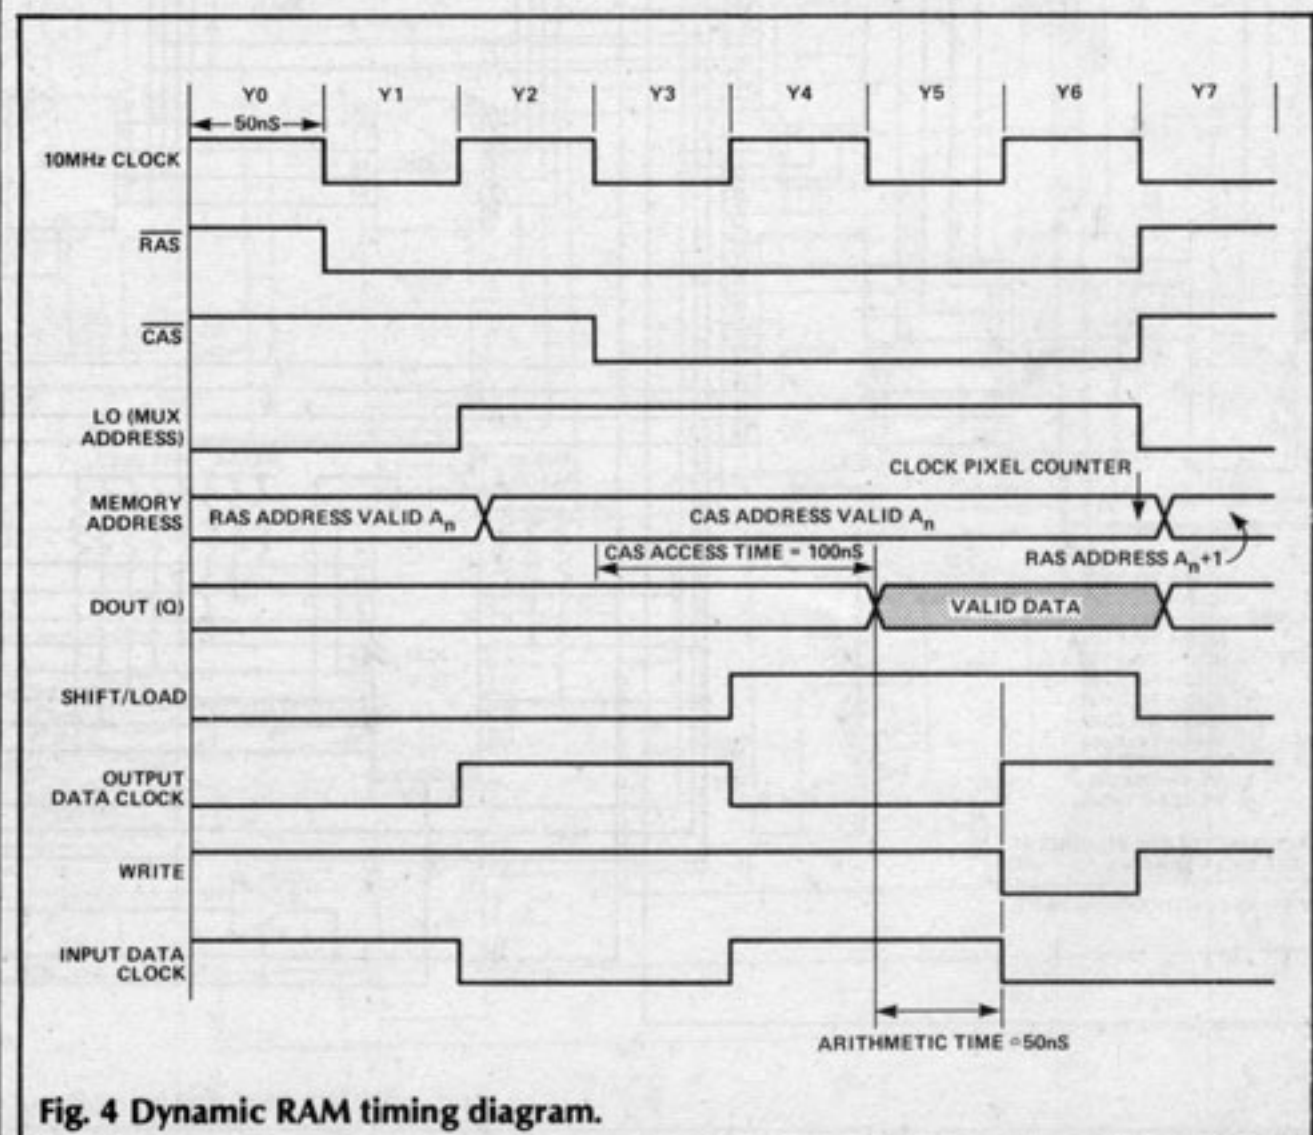 Y0 Y1 Y2 Y3 Y4 Y5 Y6 Y7
50nS
10MHz CLOCK
RAS
CAS
LO (MUX
ADDRESS)
CLOCK PIXEL COUNTER
MEMORY
ADDRESS
RAS ADDRESS VALID An
CAS ADDRESS VALID An
RAS ADDRESS An+1
CAS ACCESS TIME = 100nS
DOUT (Q)
VALID DATA
SHIFT/LOAD
OUTPUT
DATA CLOCK
WRITE
INPUT DATA
CLOCK
ARITHMETIC TIME =50nS
Fig. 4 Dynamic RAM timing diagram.